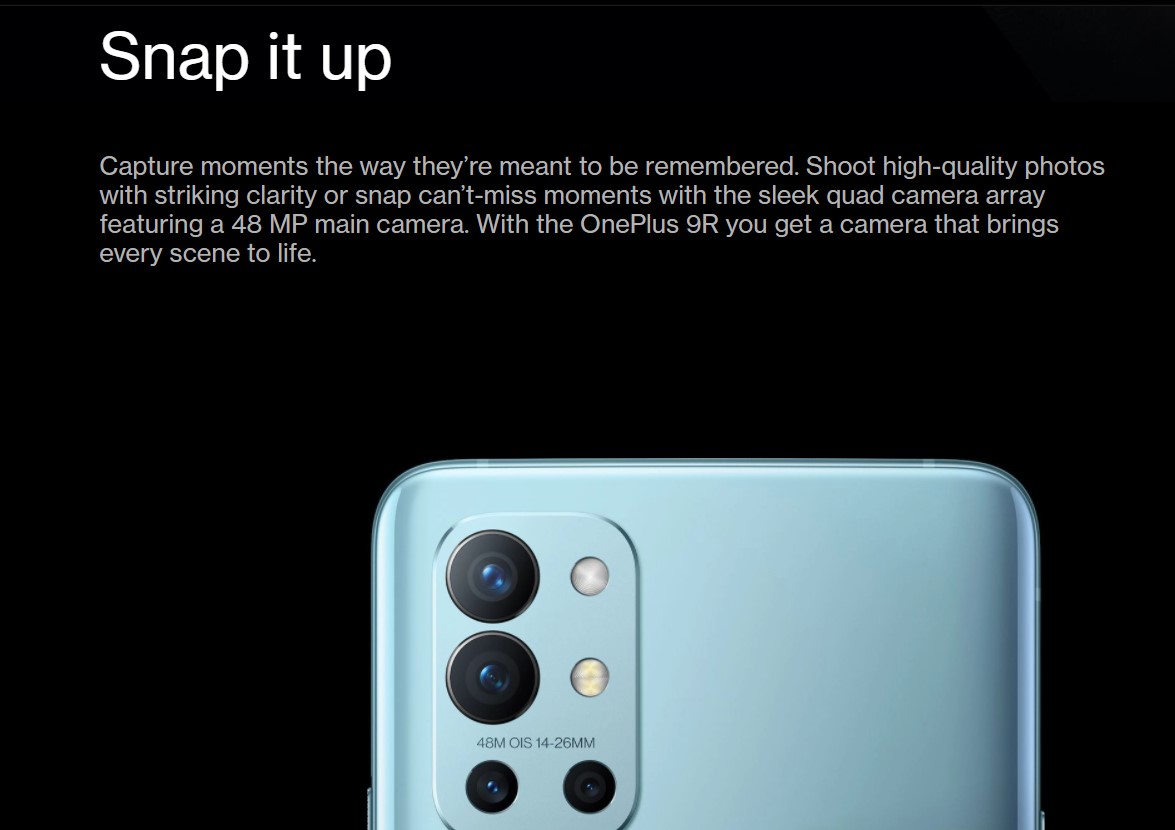 Snap it up
Capture moments the way they’re meant to be remembered. Shoot high-quality photos
with striking clarity or snap can’t-miss moments with the sleek quad camera array
featuring a 48 MP main camera. With the OnePlus 9R you get a camera that brings
every scene to life.
48M OIS 14-26MM